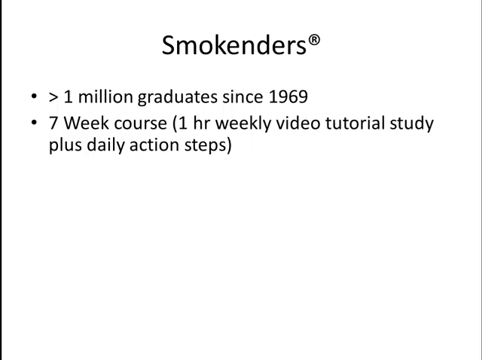 Smokenders®
• > 1 million graduates since 1969
• 7 Week course (1 hr weekly video tutorial study
plus daily action steps)